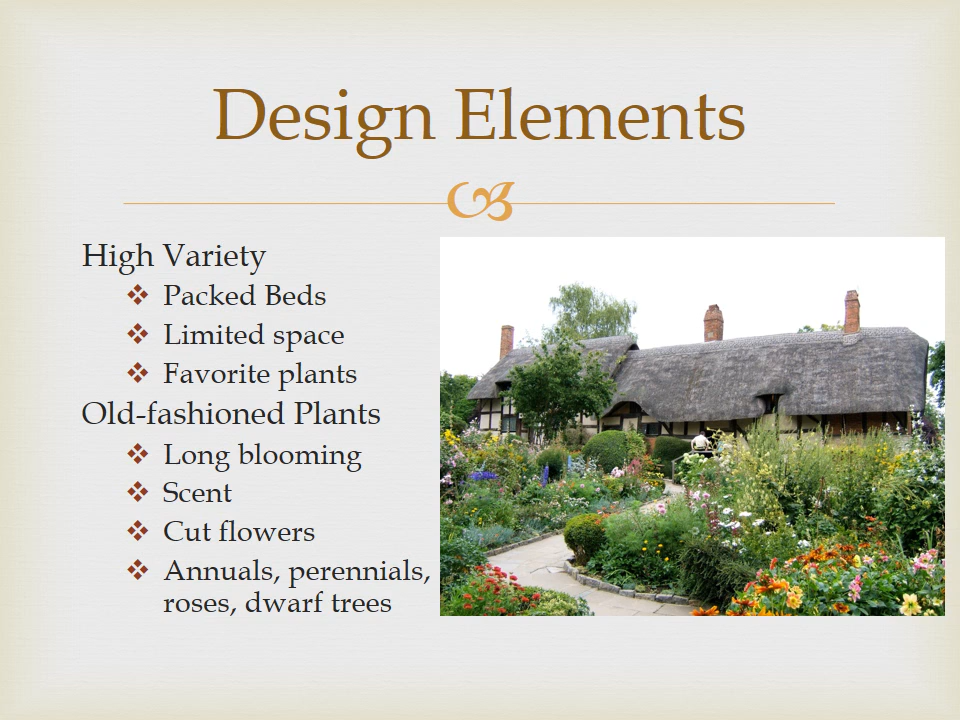 Design Elements
High Variety
❖ Packed Beds
❖ Limited space
❖ Favorite plants
Old-fashioned Plants
❖ Long blooming
❖ Scent
❖ Cut flowers
❖ Annuals, perennials,
roses, dwarf trees